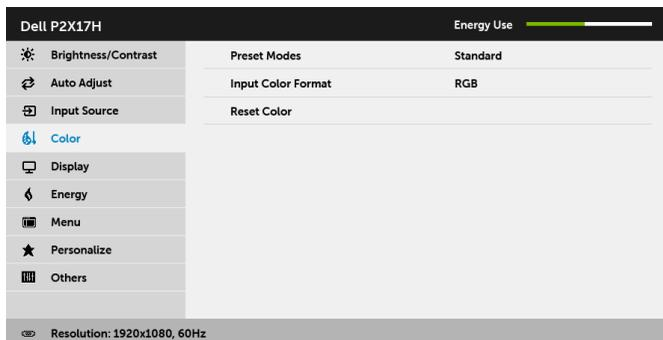 Dell P2X17H Energy Use
Brightness/Contrast Preset Modes Standard
Auto Adjust Input Color Format RGB
Input Source Reset Color
Color
Display
Energy
Menu
Personalize
Others
Resolution: 1920x1080, 60Hz